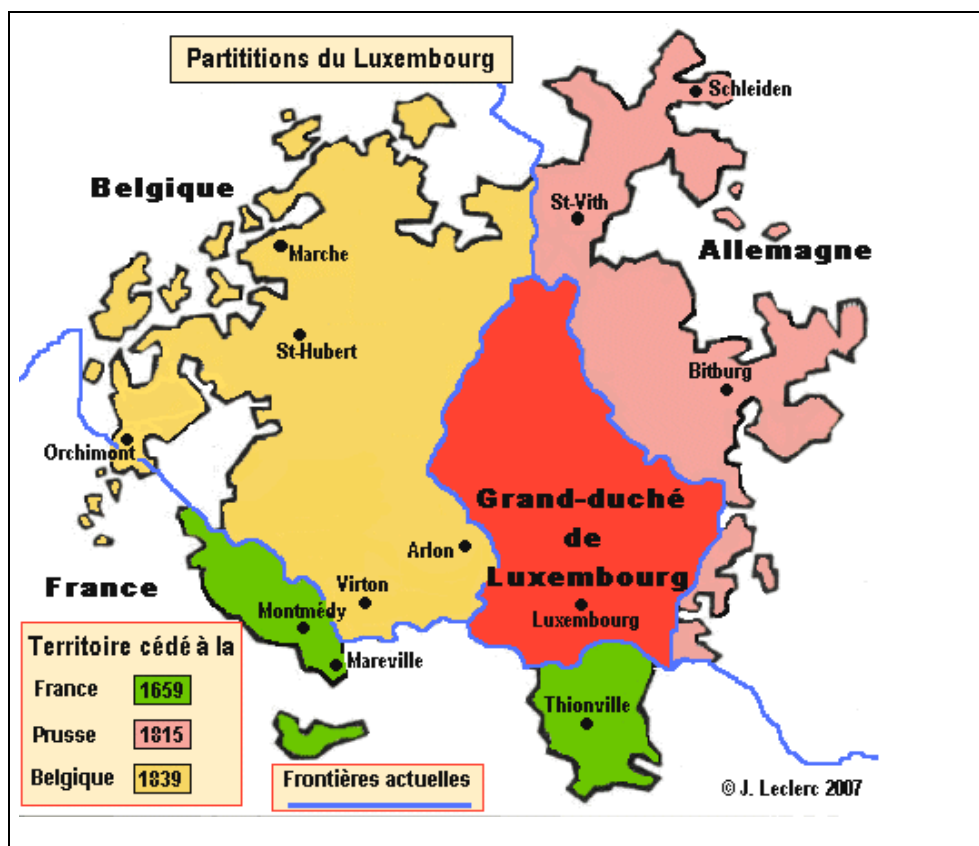 Partititions du Luxembourg
Schleiden
Belgique
St-Vith
Marche
Allemagne
St-Hubert
Bitburg
Orchimont
Grand-duché
de
Luxembourg
Arlon
France
Virton
Montmédy
Luxembourg
Mareville
Thionville
Territoire cédé à la
France 1659
Prusse 1815
Belgique 1839
Frontières actuelles
© J. Leclerc 2007